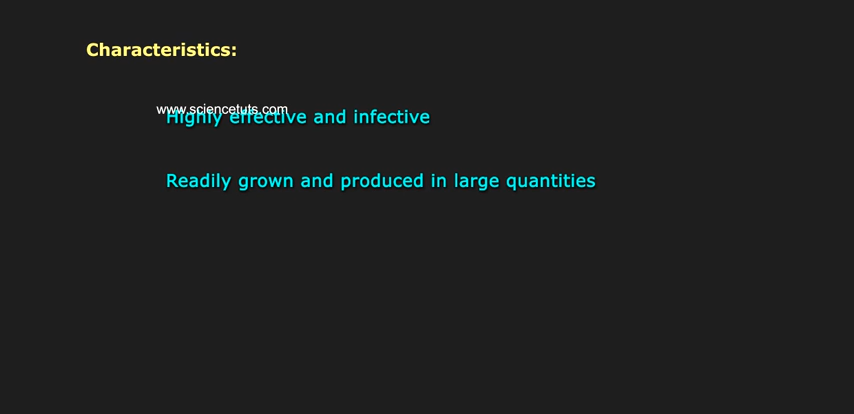 Characteristics:
www.sciencetuts.com
Highly effective and infective
Readily grown and produced in large quantities